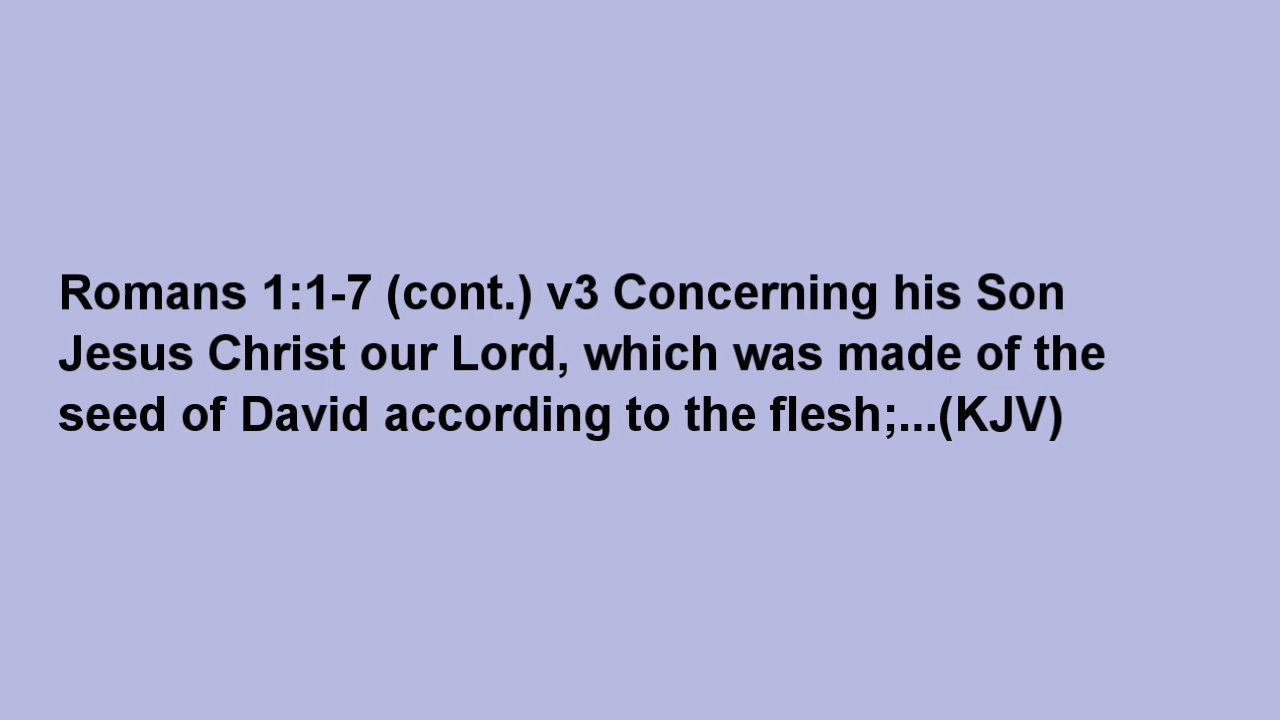 Romans 1:1-7 (cont.) v3 Concerning his Son
Jesus Christ our Lord, which was made of the
seed of David according to the flesh;...(KJV)